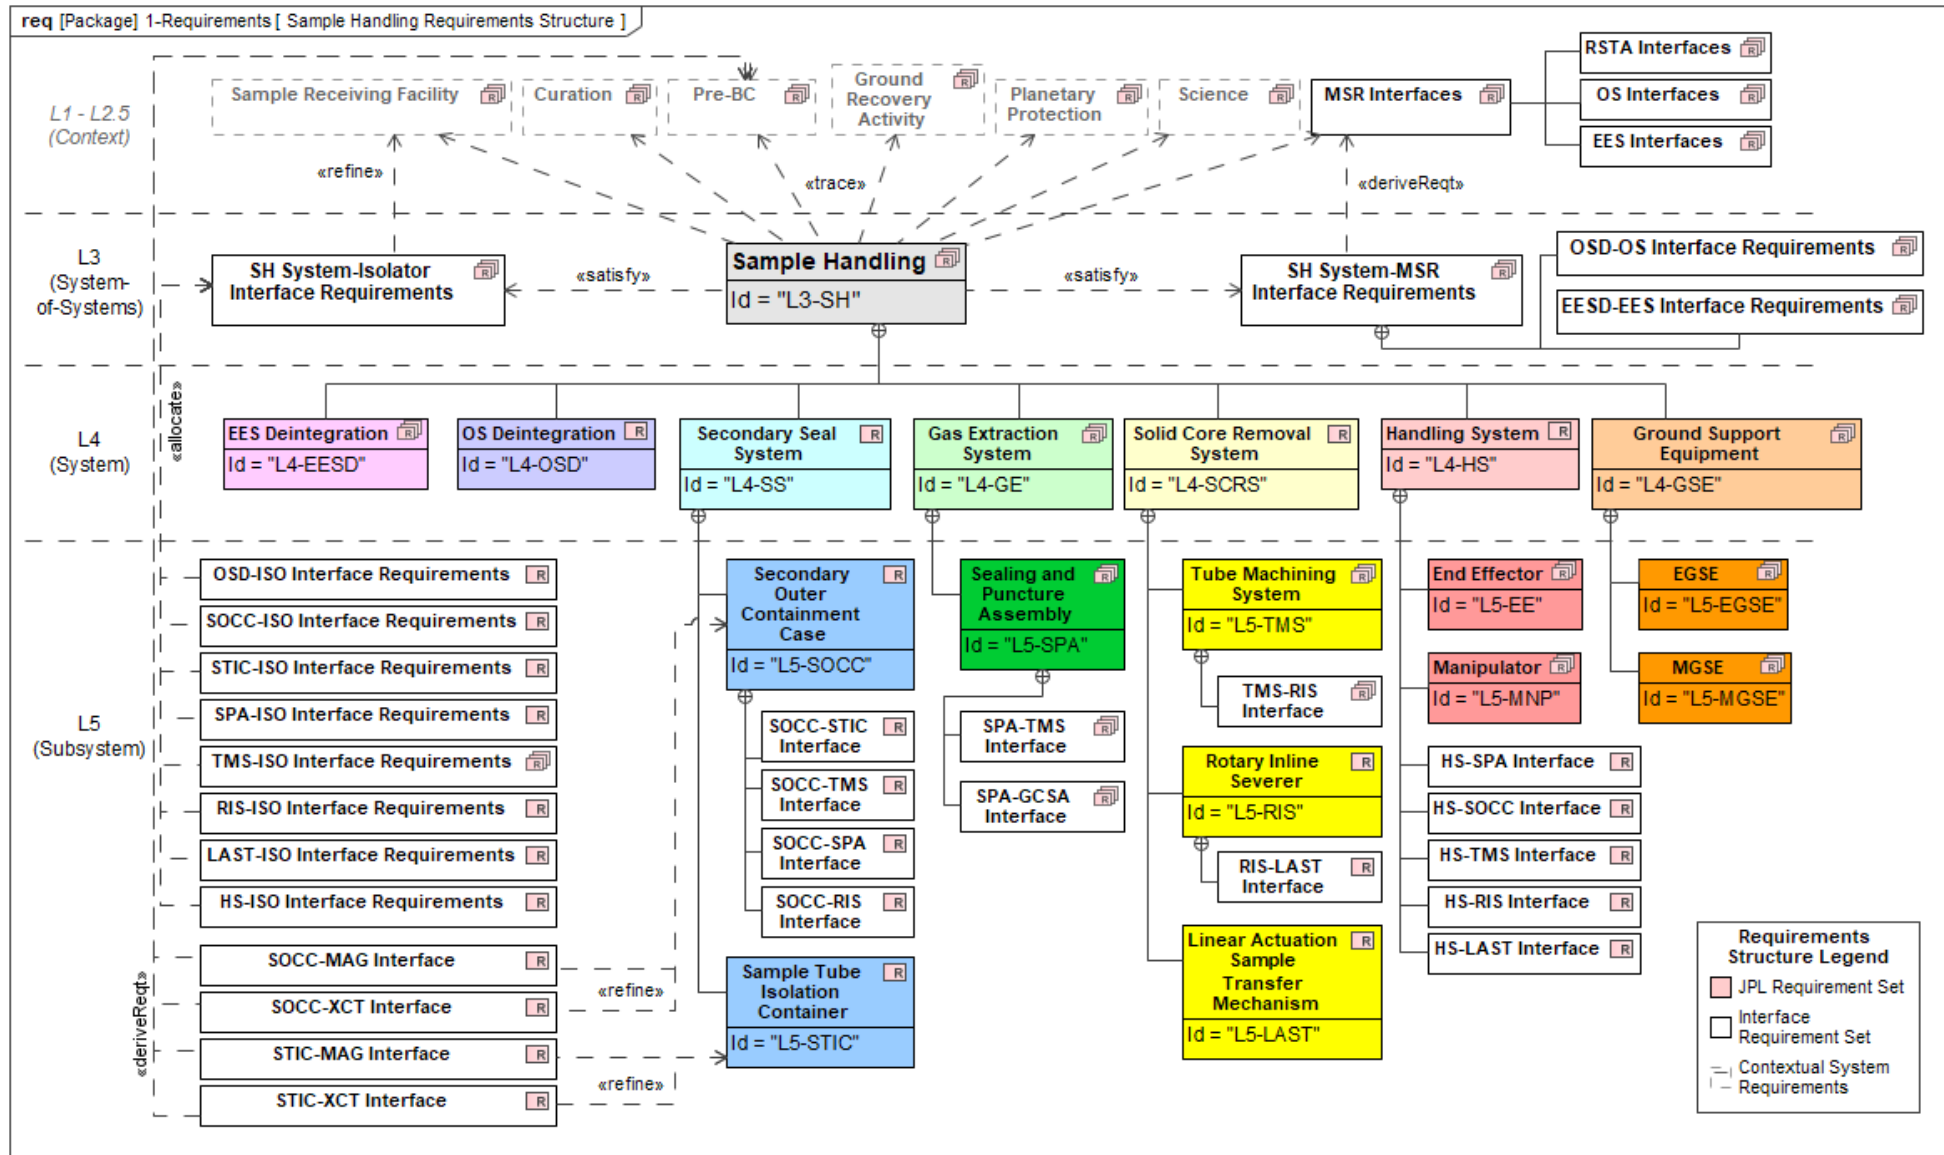 req [Package] 1-Requirements [ Sample Handling Requirements Structure ]
L1 - L2.5
(Context)
Sample Receiving Facility
R
Curation
R
Pre-BC
R
Ground
Recovery
Activity
R
Planetary
Protection
R
Science
R
MSR Interfaces
R
RSTA Interfaces
R
OS Interfaces
R
EES Interfaces
R
«refine»
«trace»
«deriveReqt»
L3
(System-
of-Systems)
SH System-Isolator
Interface Requirements
R
«satisfy»
Sample Handling
R
Id = "L3-SH"
«satisfy»
SH System-MSR
Interface Requirements
R
OSD-OS Interface Requirements
R
EESD-EES Interface Requirements
R
«allocate»
L4
(System)
EES Deintegration
R
Id = "L4-EESD"
OS Deintegration
R
Id = "L4-OSD"
Secondary Seal
System
R
Id = "L4-SS"
Gas Extraction
System
R
Id = "L4-GE"
Solid Core Removal
System
R
Id = "L4-SCRS"
Handling System
R
Id = "L4-HS"
Ground Support
Equipment
R
Id = "L4-GSE"
L5
(Subsystem)
OSD-ISO Interface Requirements
R
SOCC-ISO Interface Requirements
R
STIC-ISO Interface Requirements
R
SPA-ISO Interface Requirements
R
TMS-ISO Interface Requirements
R
RIS-ISO Interface Requirements
R
LAST-ISO Interface Requirements
R
HS-ISO Interface Requirements
R
SOCC-MAG Interface
R
SOCC-XCT Interface
R
STIC-MAG Interface
R
STIC-XCT Interface
R
«deriveReqt»
«refine»
«refine»
Secondary
Outer
Containment
Case
R
Id = "L5-SOCC"
SOCC-STIC
Interface
R
SOCC-TMS
Interface
R
SOCC-SPA
Interface
R
SOCC-RIS
Interface
R
Sample Tube
Isolation
Container
R
Id = "L5-STIC"
Sealing and
Puncture
Assembly
R
Id = "L5-SPA"
SPA-TMS
Interface
R
SPA-GCSA
Interface
R
Tube Machining
System
R
Id = "L5-TMS"
TMS-RIS
Interface
R
Rotary Inline
Severer
R
Id = "L5-RIS"
RIS-LAST
Interface
R
Linear Actuation
Sample
Transfer
Mechanism
R
Id = "L5-LAST"
End Effector
R
Id = "L5-EE"
Manipulator
R
Id = "L5-MNP"
HS-SPA Interface
R
HS-SOCC Interface
R
HS-TMS Interface
R
HS-RIS Interface
R
HS-LAST Interface
R
EGSE
R
Id = "L5-EGSE"
MGSE
R
Id = "L5-MGSE"
Requirements
Structure Legend
JPL Requirement Set
Interface
Requirement Set
Contextual System
Requirements